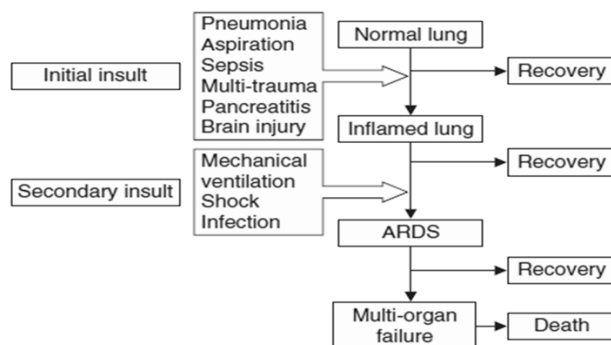 Initial insult
Pneumonia
Aspiration
Sepsis
Multi-trauma
Pancreatitis
Brain injury
Normal lung
Recovery
Inflamed lung
Secondary insult
Mechanical
ventilation
Shock
Infection
Recovery
ARDS
Recovery
Multi-organ
failure
Death